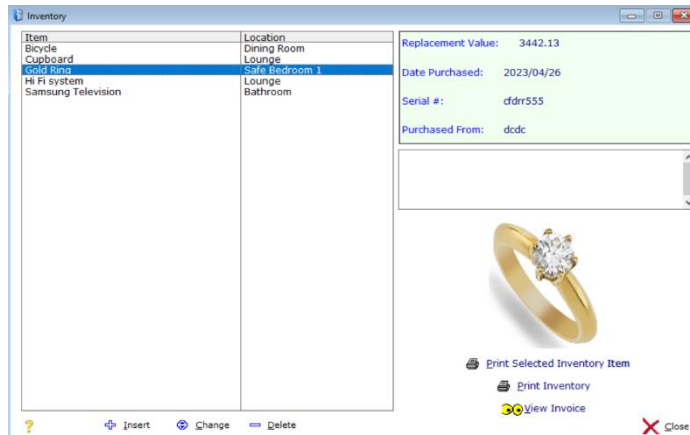 Inventory
Item Location
Bicycle Dining Room
Cupboard Lounge
Gold Ring Safe Bedroom 1
Hi Fi system Lounge
Samsung Television Bathroom
Replacement Value: 3442.13
Date Purchased: 2023/04/26
Serial #: cfdrr555
Purchased From: dcdc
Print Selected Inventory Item
Print Inventory
View Invoice
? Insert Change Delete
Close